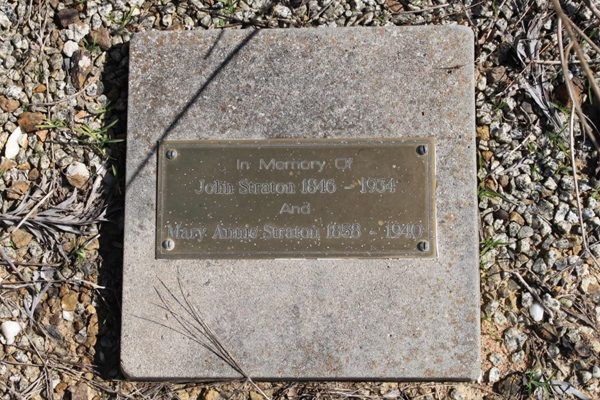 In Memory Of
John Straton 1846 - 1934
And
Mary Annie Straton 1858 - 1940